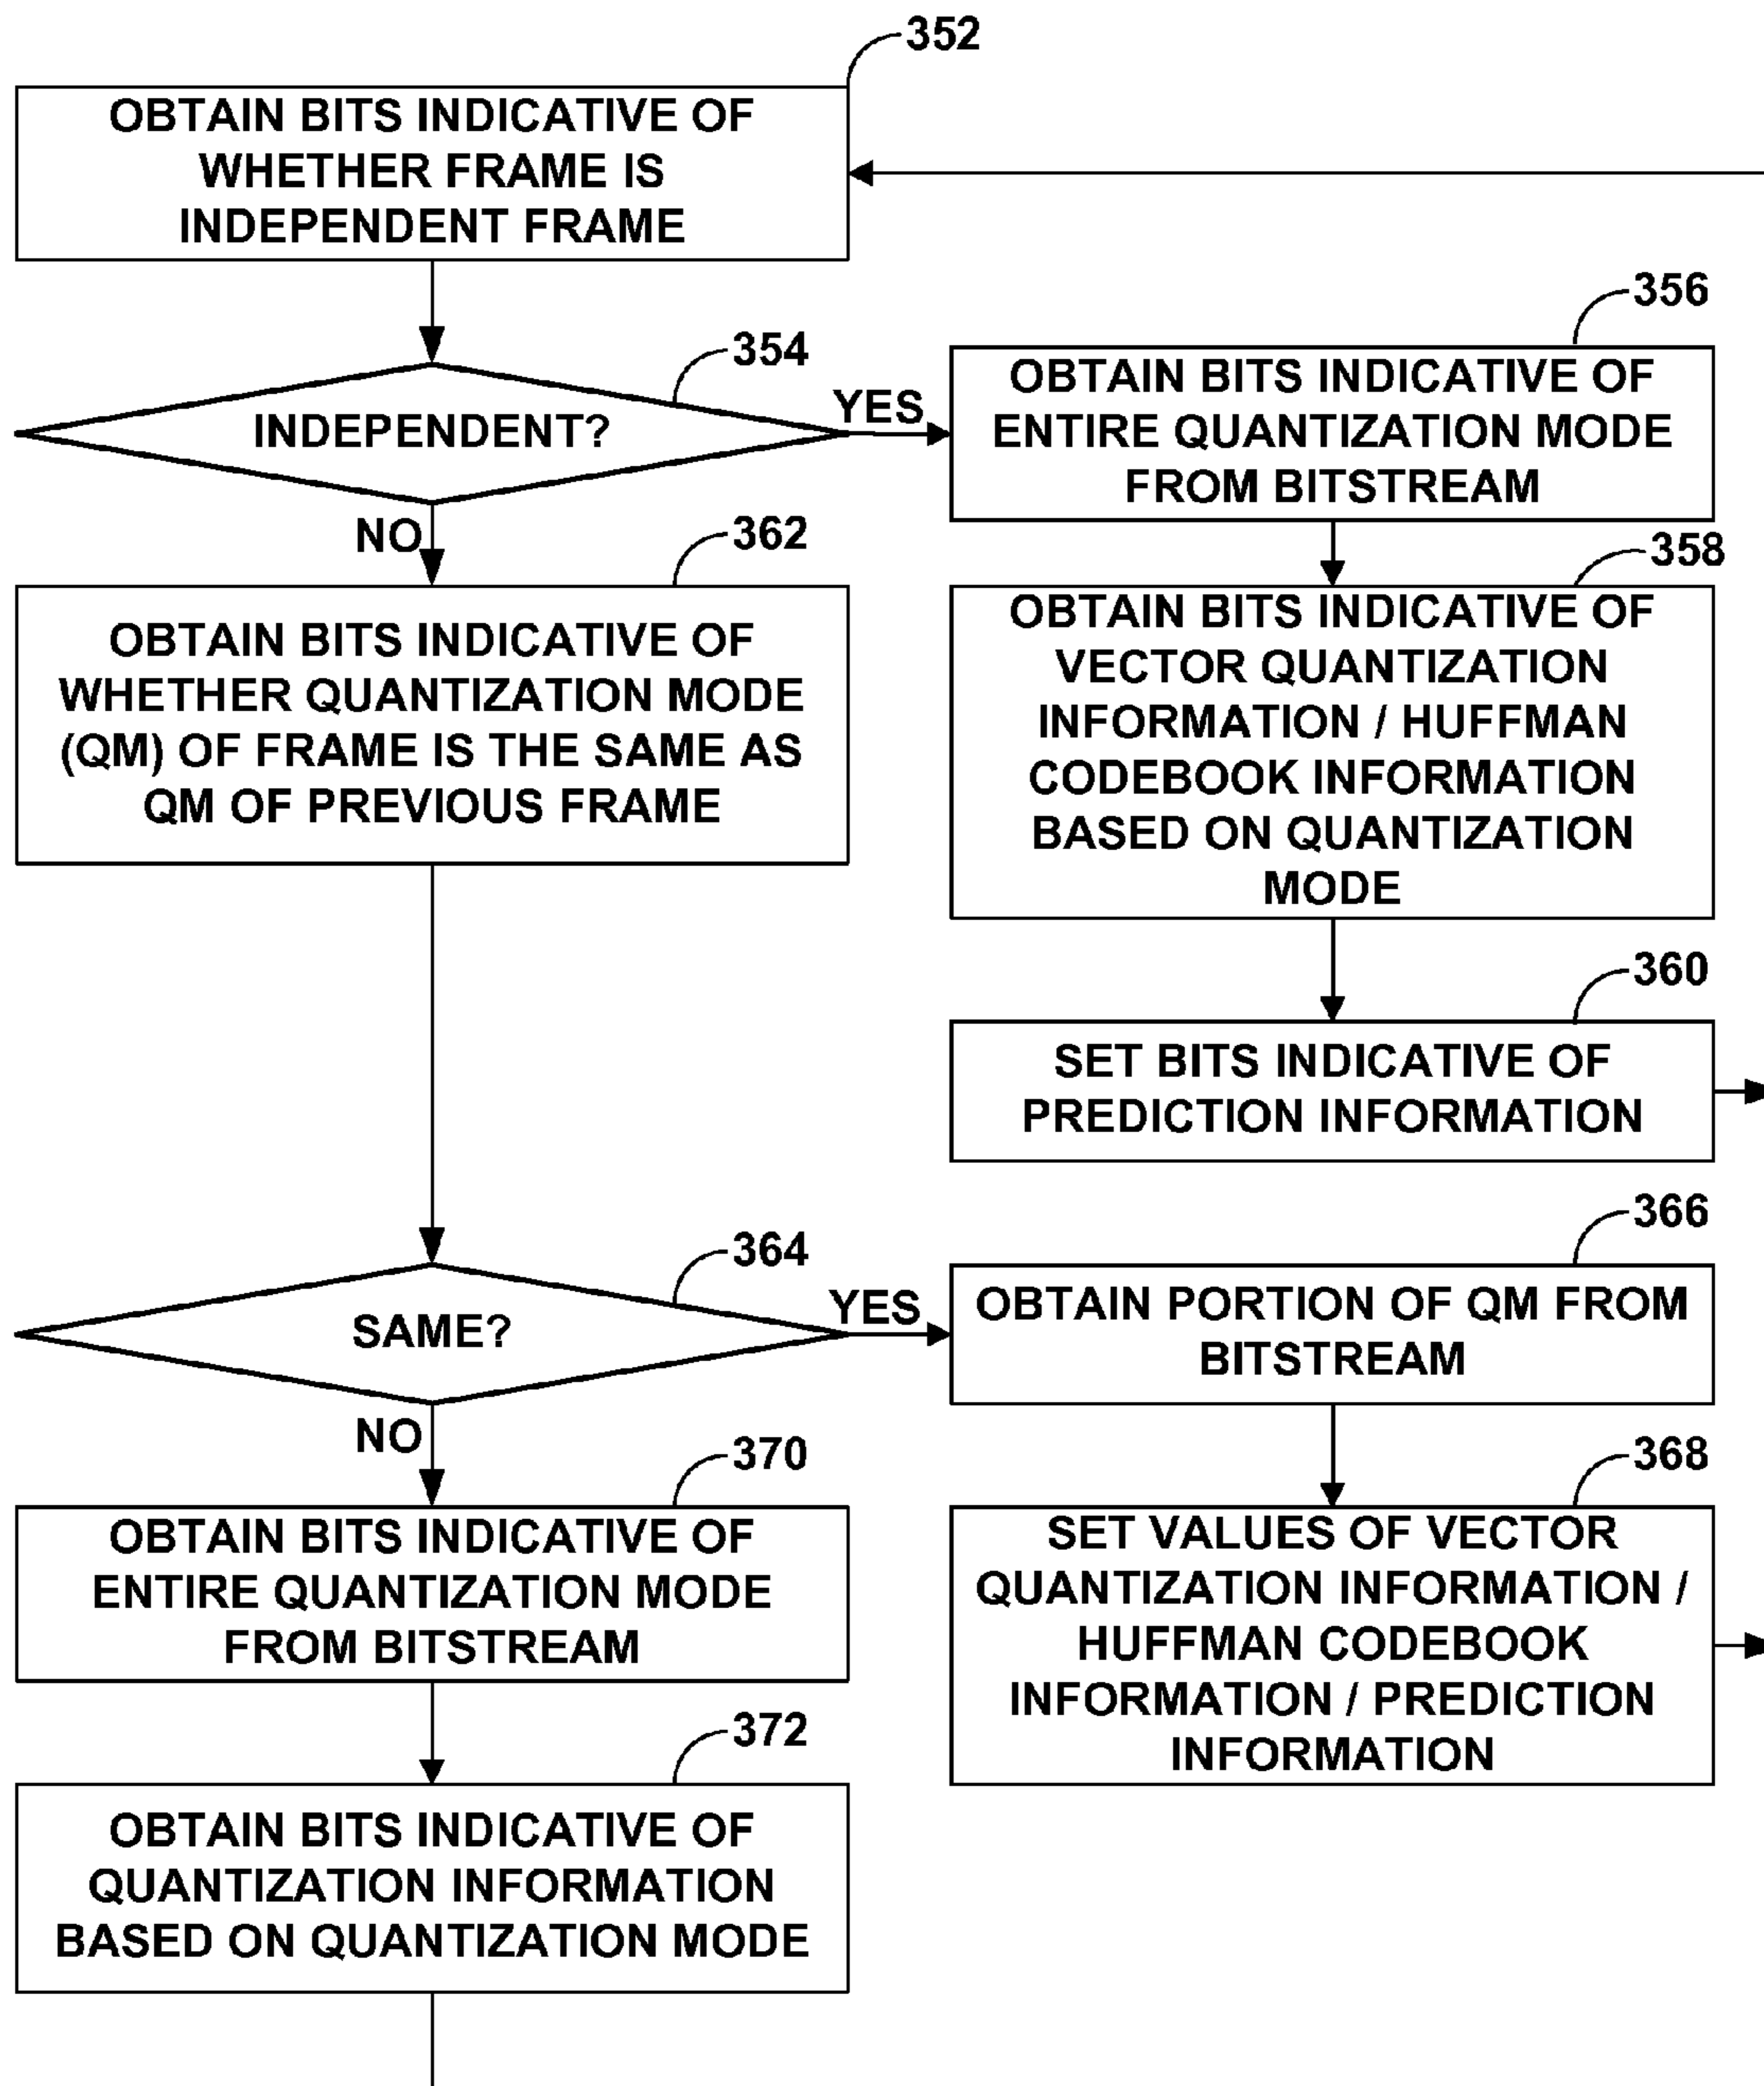 352
OBTAIN BITS INDICATIVE OF
WHETHER FRAME IS
INDEPENDENT FRAME
354
INDEPENDENT?
YES
NO
356
OBTAIN BITS INDICATIVE OF
ENTIRE QUANTIZATION MODE
FROM BITSTREAM
358
OBTAIN BITS INDICATIVE OF
VECTOR QUANTIZATION
INFORMATION / HUFFMAN
CODEBOOK INFORMATION
BASED ON QUANTIZATION
MODE
360
SET BITS INDICATIVE OF
PREDICTION INFORMATION
362
OBTAIN BITS INDICATIVE OF
WHETHER QUANTIZATION MODE
(QM) OF FRAME IS THE SAME AS
QM OF PREVIOUS FRAME
364
SAME?
YES
NO
366
OBTAIN PORTION OF QM FROM
BITSTREAM
368
SET VALUES OF VECTOR
QUANTIZATION INFORMATION /
HUFFMAN CODEBOOK
INFORMATION / PREDICTION
INFORMATION
370
OBTAIN BITS INDICATIVE OF
ENTIRE QUANTIZATION MODE
FROM BITSTREAM
372
OBTAIN BITS INDICATIVE OF
QUANTIZATION INFORMATION
BASED ON QUANTIZATION MODE